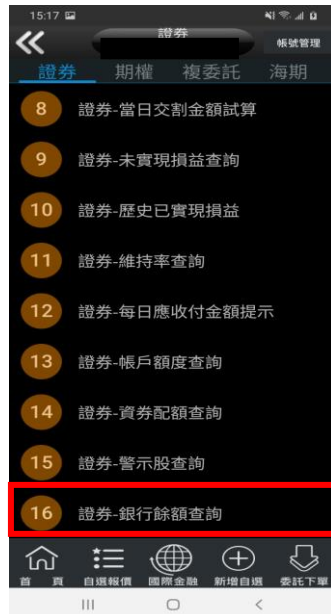 15:17
證券
帳號管理
證券 期權 複委託 海期
8 證券-當日交割金額試算
9 證券-未實現損益查詢
10 證券-歷史已實現損益
11 證券-維持率查詢
12 證券-每日應收付金額提示
13 證券-帳戶額度查詢
14 證券-資券配額查詢
15 證券-警示股查詢
16 證券-銀行餘額查詢
首 頁 自選報價 國際金融 新增自選 委託下單